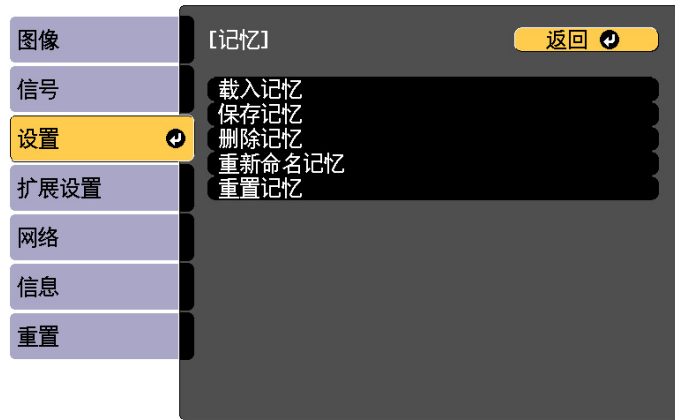 图像
信号
设置
扩展设置
网络
信息
重置
[记忆]
返回
载入记忆
保存记忆
删除记忆
重新命名记忆
重置记忆